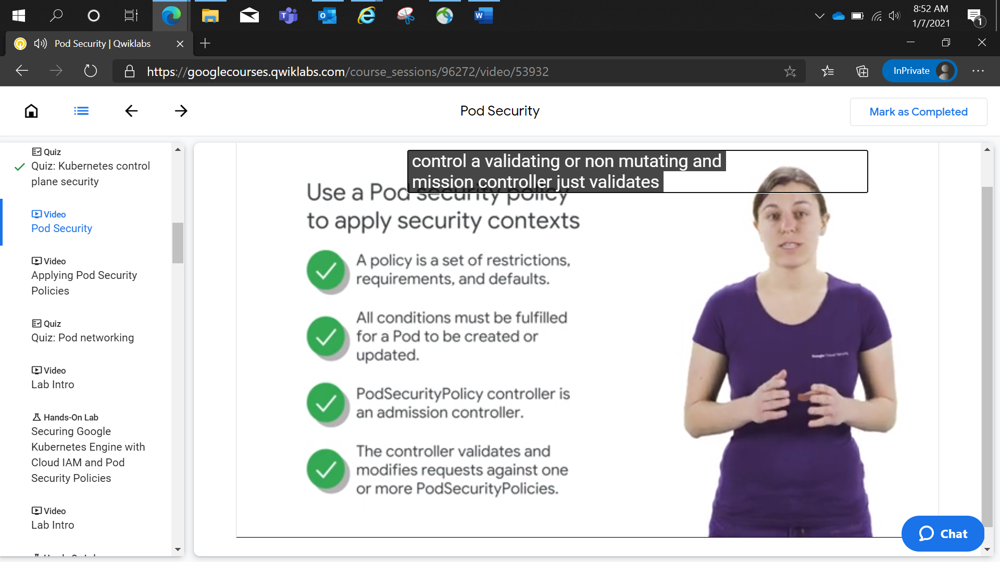 8:52 AM
1/7/2021
1
Pod Security | Qwiklabs
https://googlecourses.qwiklabs.com/course_sessions/96272/video/53932
InPrivate
Pod Security
Mark as Completed
Quiz
Quiz: Kubernetes control
plane security
Video
Pod Security
Video
Applying Pod Security
Policies
Quiz
Quiz: Pod networking
Video
Lab Intro
Hands-On Lab
Securing Google
Kubernetes Engine with
Cloud IAM and Pod
Security Policies
Video
Lab Intro
control a validating or non mutating and
mission controller just validates
Use a Pod security policy
to apply security contexts
A policy is a set of restrictions,
requirements, and defaults.
All conditions must be fulfilled
for a Pod to be created or
updated.
PodSecurityPolicy controller is
an admission controller.
The controller validates and
modifies requests against one
or more PodSecurityPolicies.
Google Cloud Security
Chat